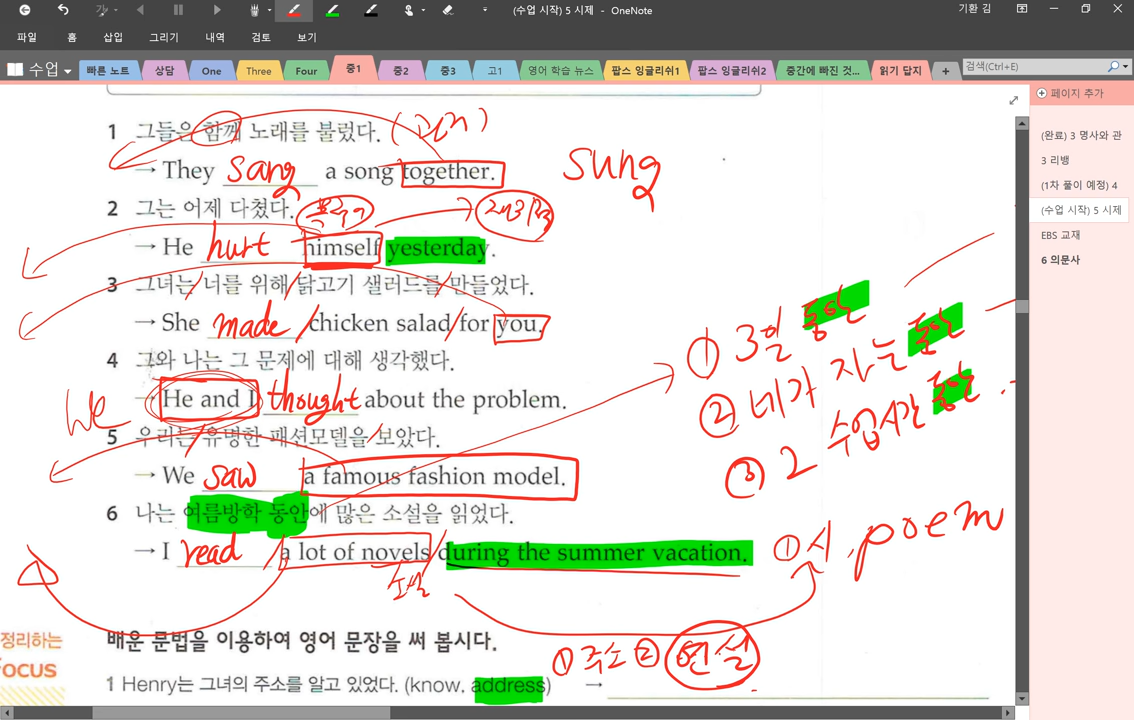 (수업 시작) 5 시제 - OneNote
기환 김
파일 홈 삽입 그리기 내역 검토 보기
수업 빠른 노트 상담 One Three Four 중1 중2 중3 고1 영어 학습 뉴스 팝스 잉글리쉬1 팝스 잉글리쉬2 중간에 빠진 것... 읽기 답지 + 검색(Ctrl+E)
페이지 추가
(완료) 3 명사와 관
3 리뱅
(1차 풀이 예정) 4
(수업 시작) 5 시제
EBS 교재
6 의문사
1 그들은 함께 노래를 불렀다.
→ They sang a song together.
sung
2 그는 어제 다쳤다.
→ He hurt himself yesterday.
3 그녀는/너를 위해/닭고기 샐러드를/만들었다.
→ She made/chicken salad/for you.
① 3일 동안
4 그와 나는 그 문제에 대해 생각했다.
② 네가 자는 동안
We
→ He and I thought about the problem.
③ 2 수업시간 동안
5 우리는/유명한 패션모델을/보았다.
→ We saw a famous fashion model.
6 나는 여름방학 동안에 많은 소설을 읽었다.
→ I read /a lot of novels/during the summer vacation.
소설
① 시. poem
정리하는
FOCUS
배운 문법을 이용하여 영어 문장을 써 봅시다.
① 주소 ② 연설
1 Henry는 그녀의 주소를 알고 있었다. (know, address) →